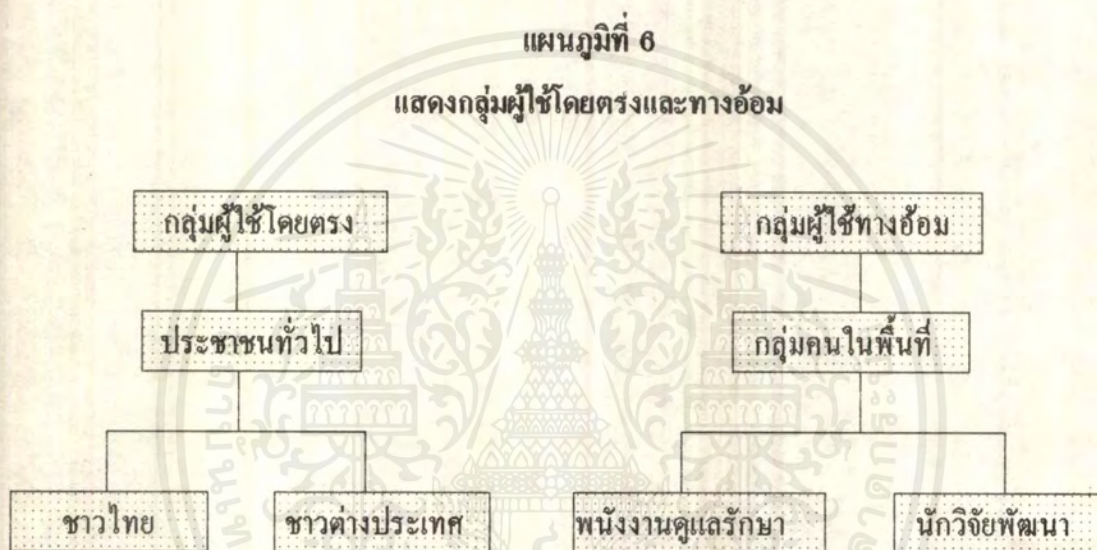 แผนภูมิที่ 6
แสดงกลุ่มผู้ใช้โดยตรงและทางอ้อม
กลุ่มผู้ใช้โดยตรง
กลุ่มผู้ใช้ทางอ้อม
ประชาชนทั่วไป
กลุ่มคนในพื้นที่
ชาวไทย
ชาวต่างประเทศ
พนังงานดูแลรักษา
นักวิจัยพัฒนา